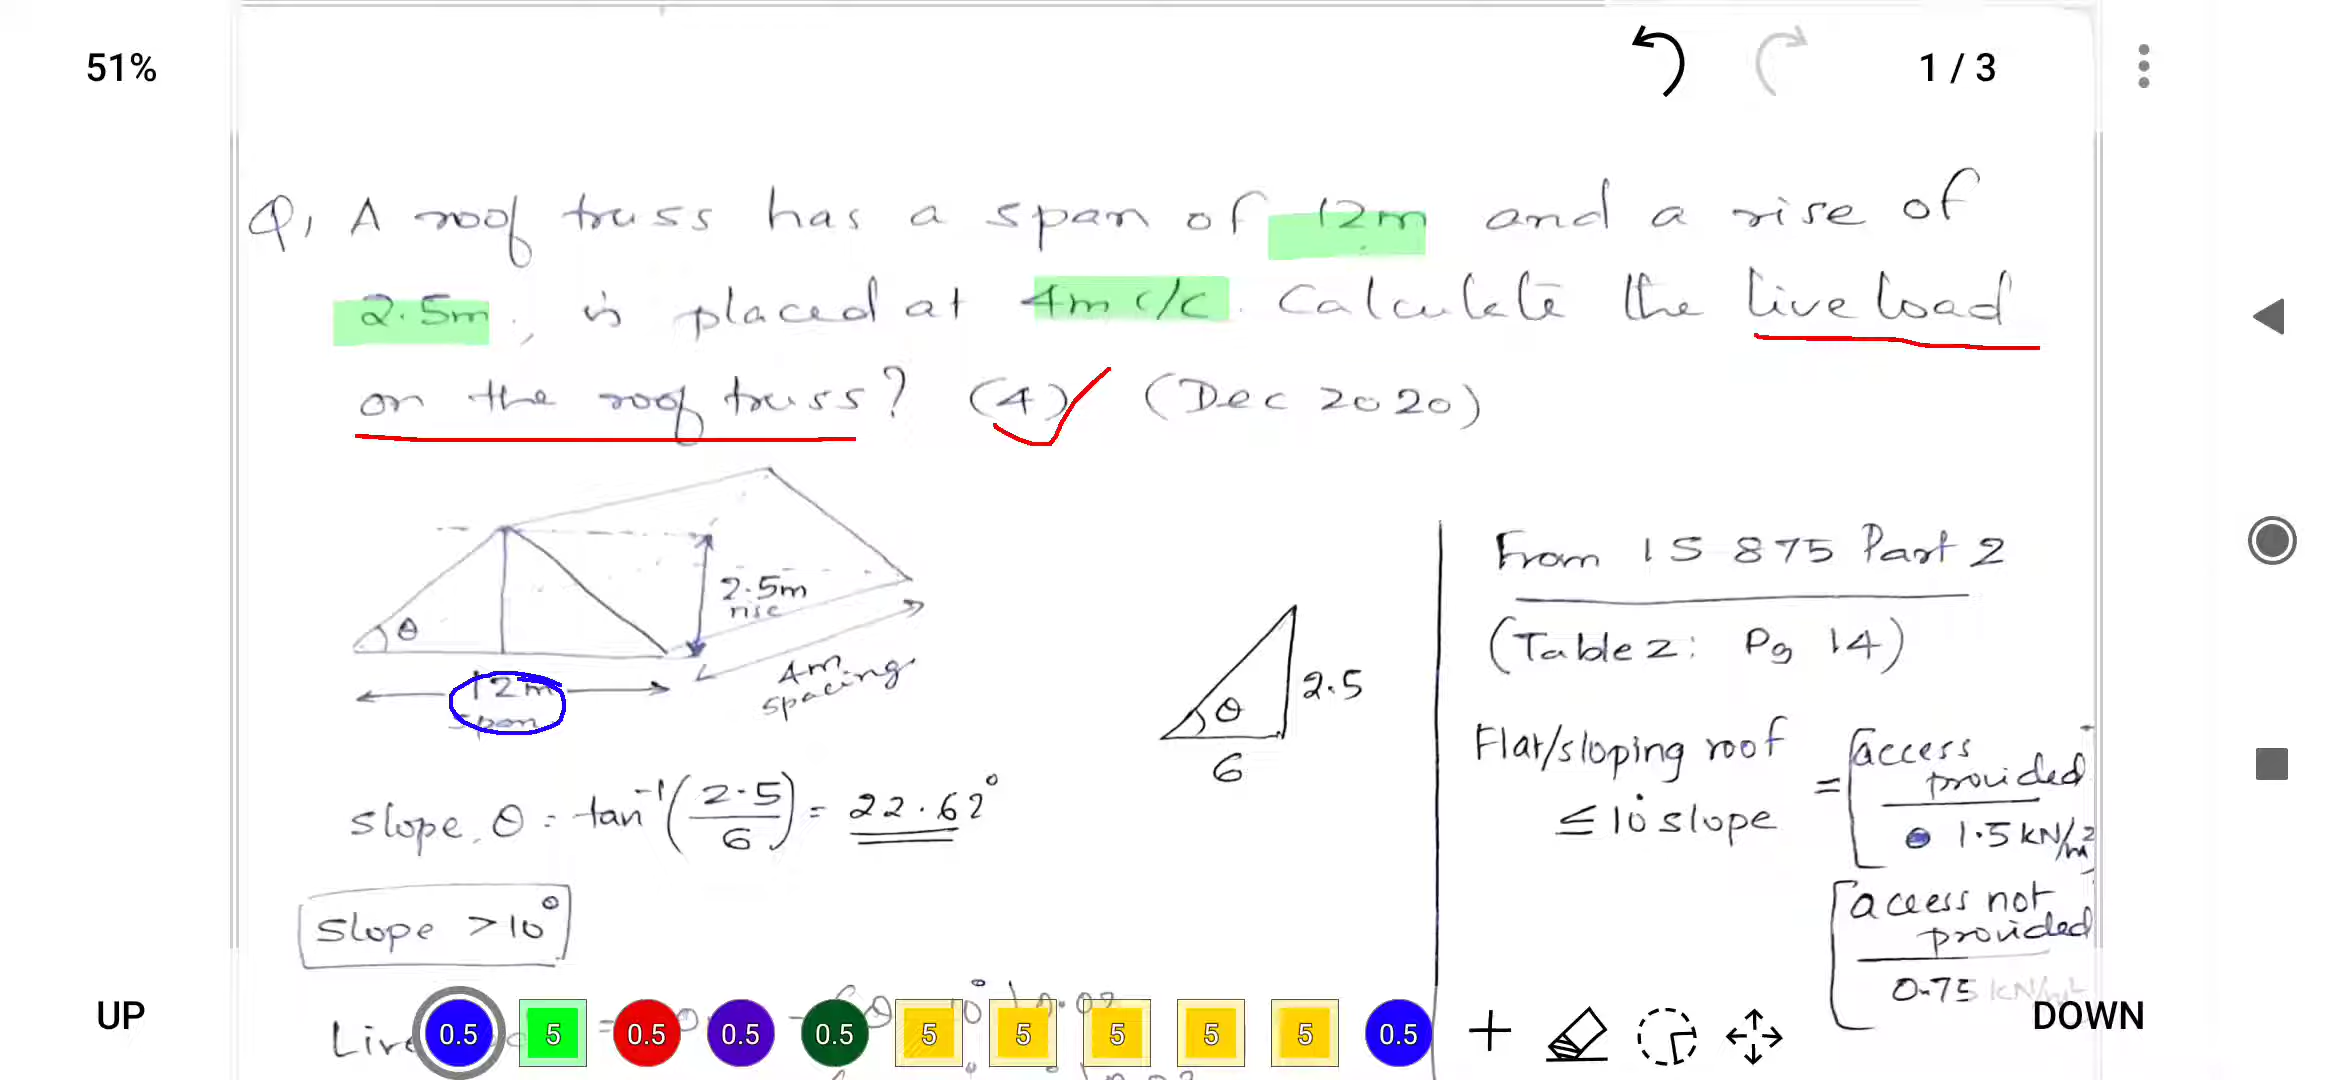 51%
1 / 3
Q, A roof truss has a span of 12m and a rise of
2.5m, is placed at 4m c/c. Calculate the live load
on the roof truss? (4) (Dec 2020)
2.5m
rise
θ
12m
span
4m
spacing
θ
2.5
6
Slope, θ = tan⁻¹(2.5/6) = 22.62°
Slope >10°
From IS 875 Part 2
(Table 2: Pg 14)
Flat/sloping roof
≤ 10° slope
= access
provided
1.5 kN/m²
access not
provided
0.75 kN/m²
UP
Live
0.5 5 0.5 0.5 0.5 5 5 5 5 5 0.5
DOWN